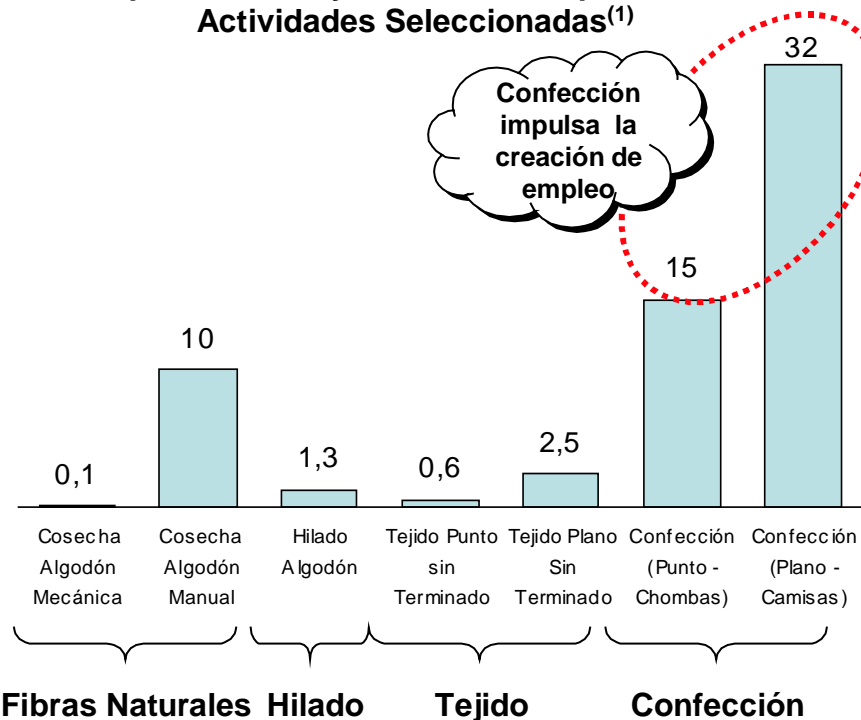 Actividades Seleccionadas(1)
Confección
impulsa la
creación de
empleo
32
15
10
0,1
1,3
0,6
2,5
Cosecha
Algodón
Mecánica
Cosecha
Algodón
Manual
Hilado
Algodón
Tejido Punto
sin
Terminado
Tejido Plano
Sin
Terminado
Confección
(Punto -
Chombas)
Confección
(Plano -
Camisas)
Fibras Naturales
Hilado
Tejido
Confección